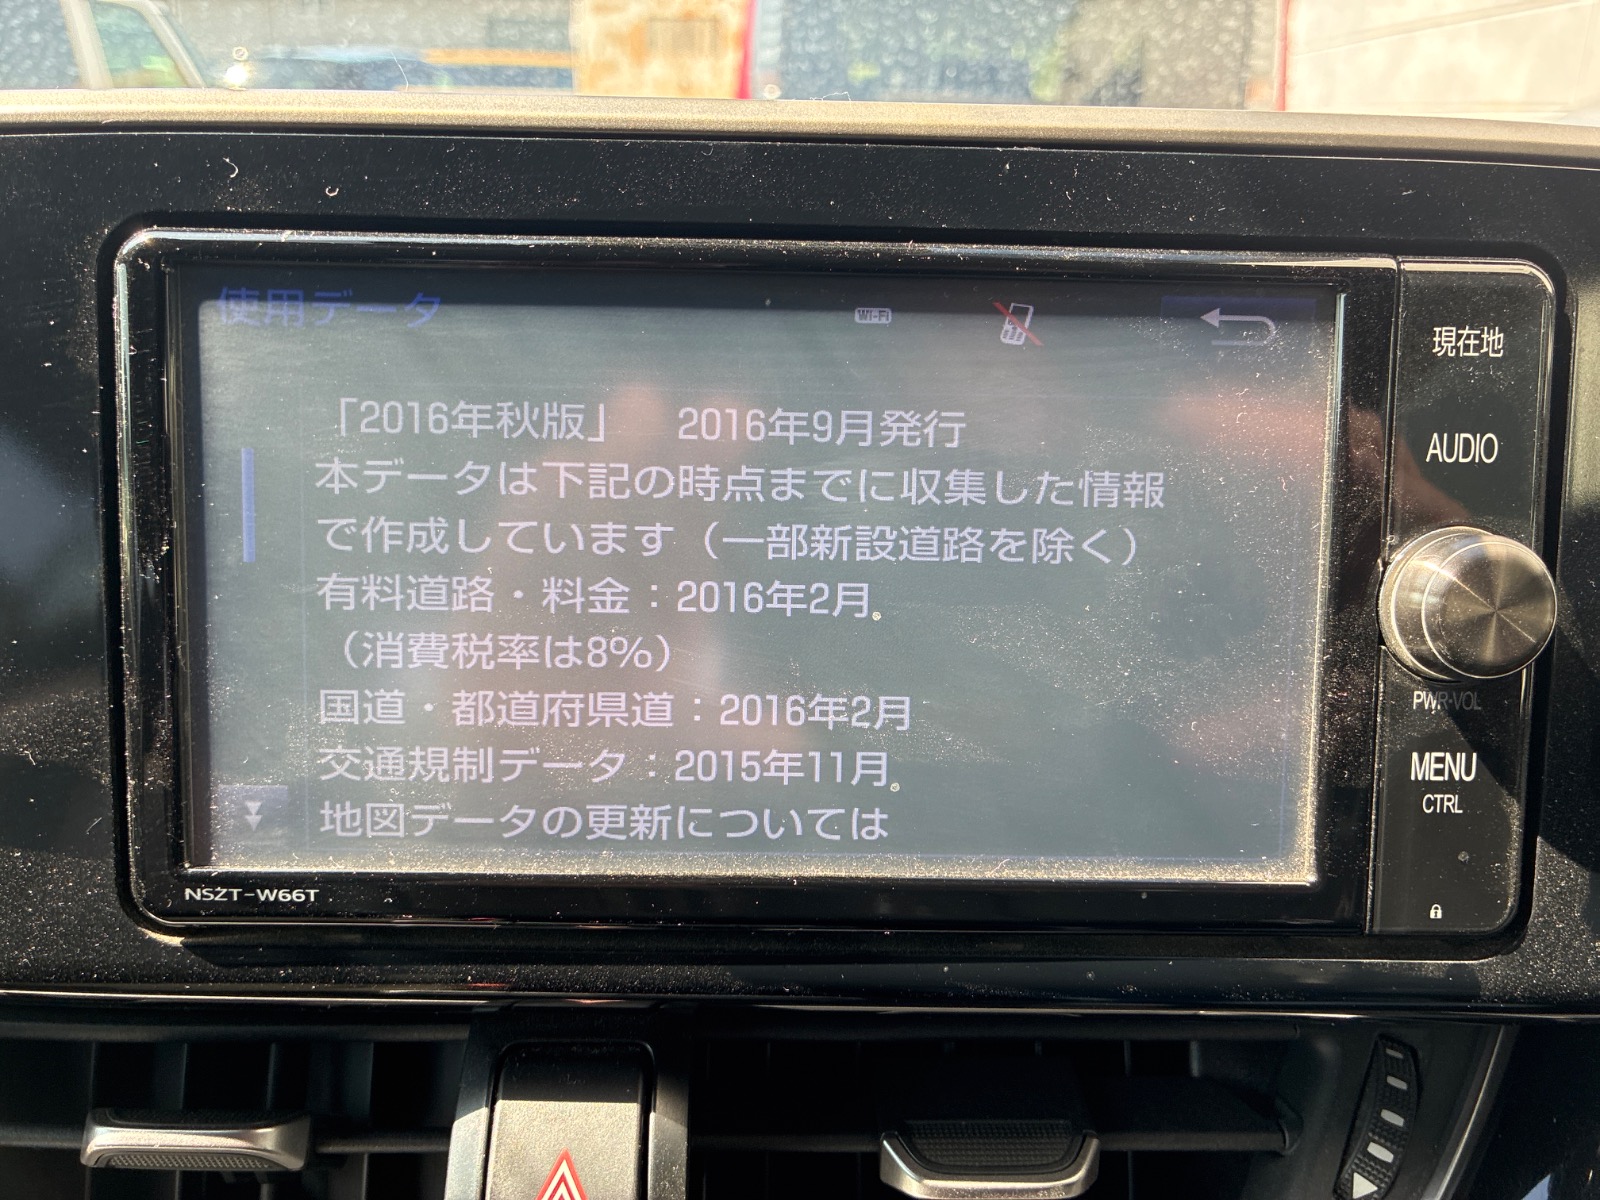 使用データ
Wi-Fi
「2016年秋版」　2016年9月発行
本データは下記の時点までに収集した情報
で作成しています（一部新設道路を除く）
有料道路・料金：2016年2月
（消費税率は8%）
国道・都道府県道：2016年2月
交通規制データ：2015年11月
地図データの更新については
NSZT-W66T
現在地
AUDIO
PWR·VOL
MENU
CTRL